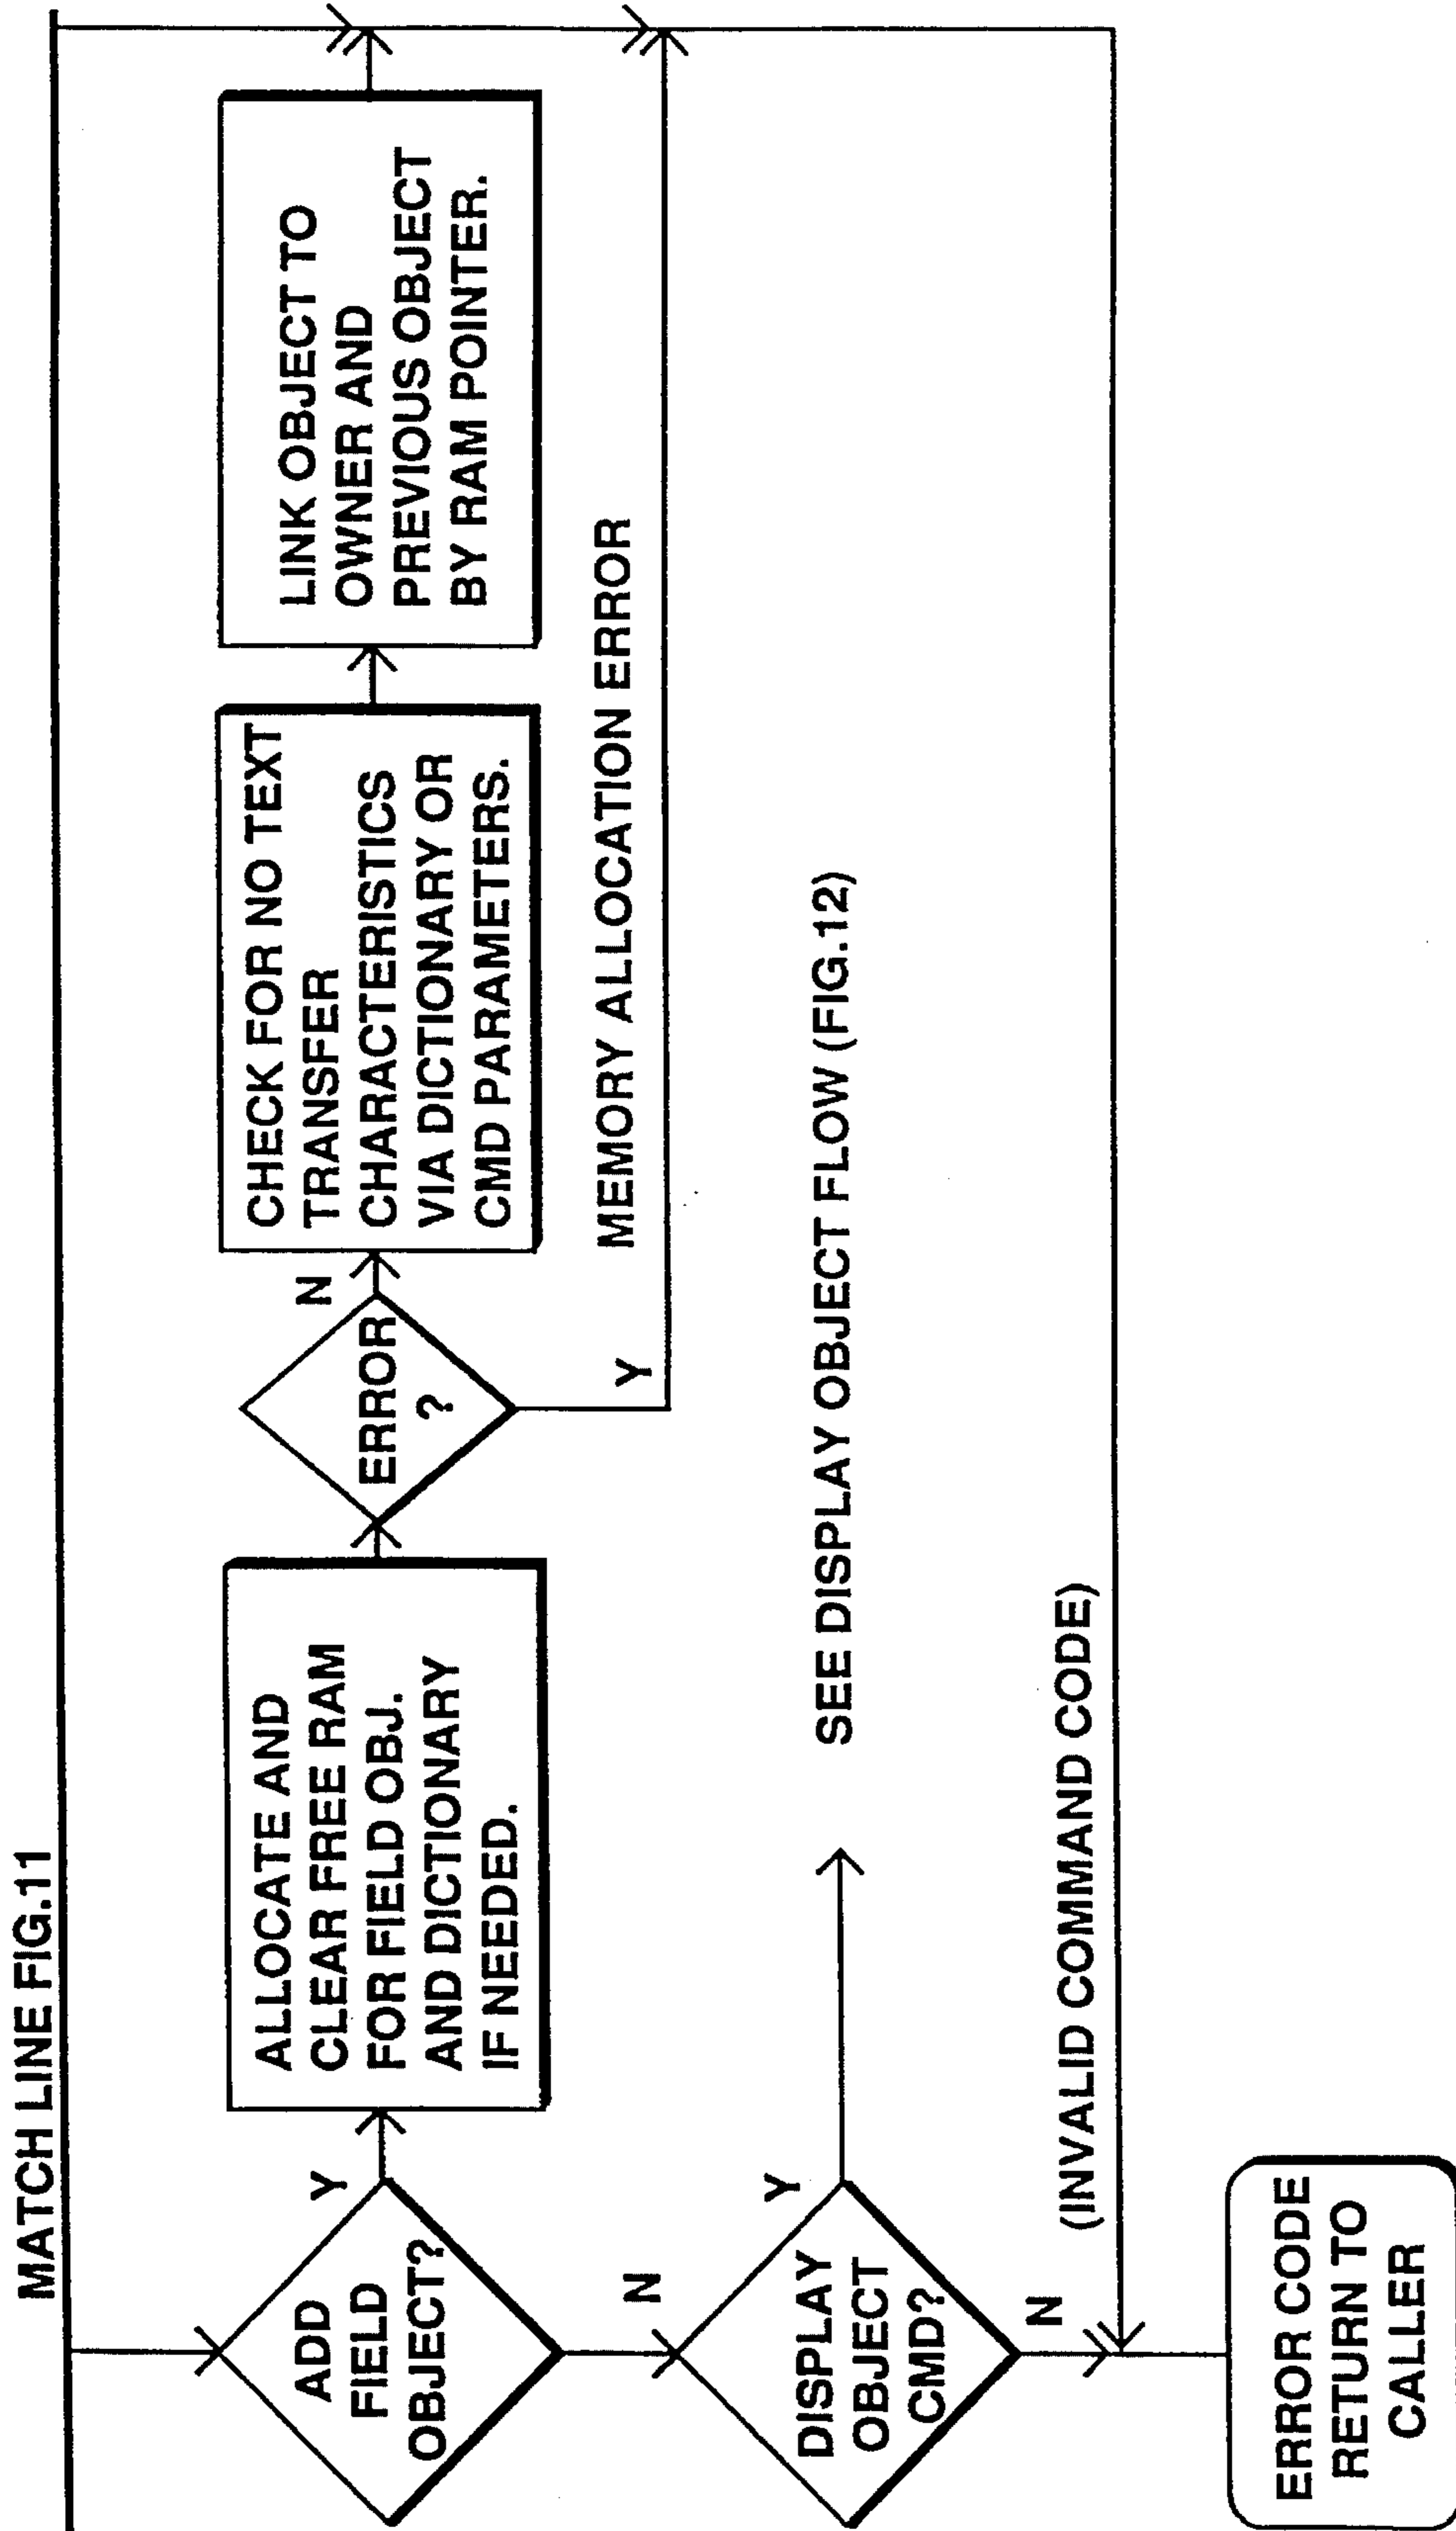 MATCH LINE FIG.11
ADD
FIELD
OBJECT?
Y
ALLOCATE AND
CLEAR FREE RAM
FOR FIELD OBJ.
AND DICTIONARY
IF NEEDED.
ERROR
?
N
CHECK FOR NO TEXT
TRANSFER
CHARACTERISTICS
VIA DICTIONARY OR
CMD PARAMETERS.
LINK OBJECT TO
OWNER AND
PREVIOUS OBJECT
BY RAM POINTER.
Y
MEMORY ALLOCATION ERROR
N
DISPLAY
OBJECT
CMD?
Y
SEE DISPLAY OBJECT FLOW (FIG.12)
N
(INVALID COMMAND CODE)
ERROR CODE
RETURN TO
CALLER